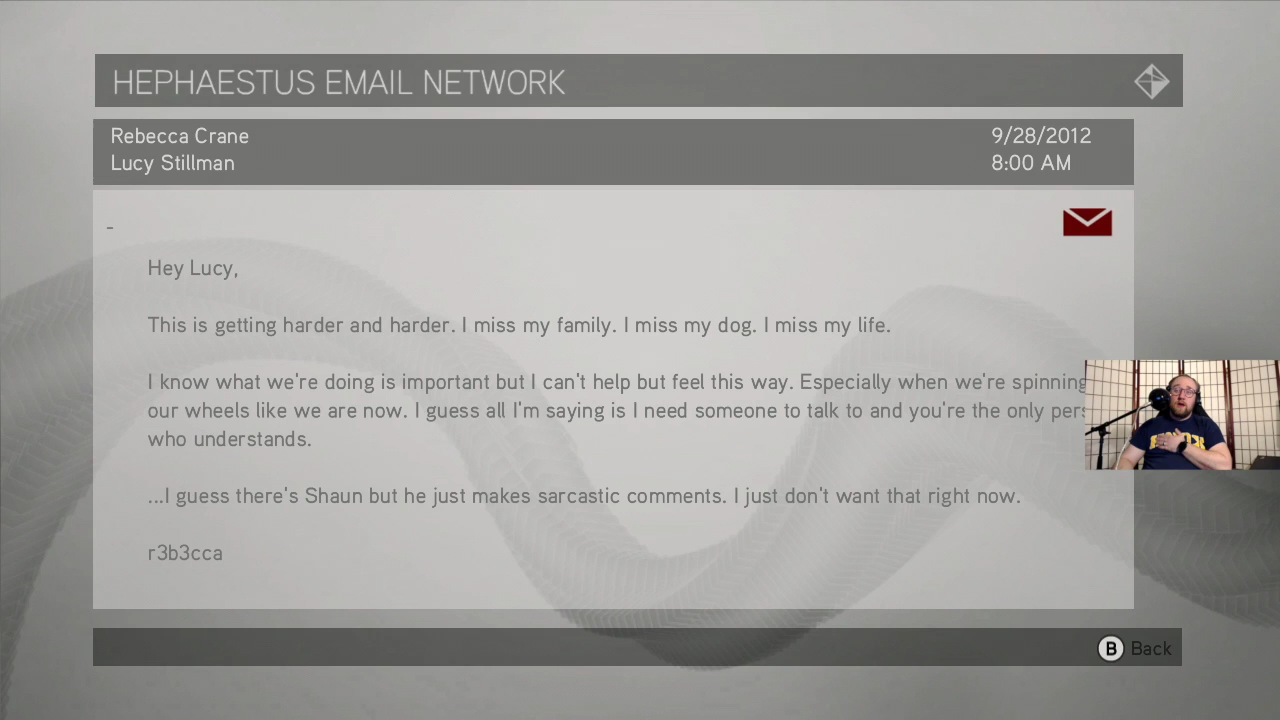 HEPHAESTUS EMAIL NETWORK
Rebecca Crane
9/28/2012
Lucy Stillman
8:00 AM
-
Hey Lucy,
This is getting harder and harder. I miss my family. I miss my dog. I miss my life.
I know what we're doing is important but I can't help but feel this way. Especially when we're spinning
our wheels like we are now. I guess all I'm saying is I need someone to talk to and you're the only
who understands.
...I guess there's Shaun but he just makes sarcastic comments. I just don't want that right now.
r3b3cca
B Back